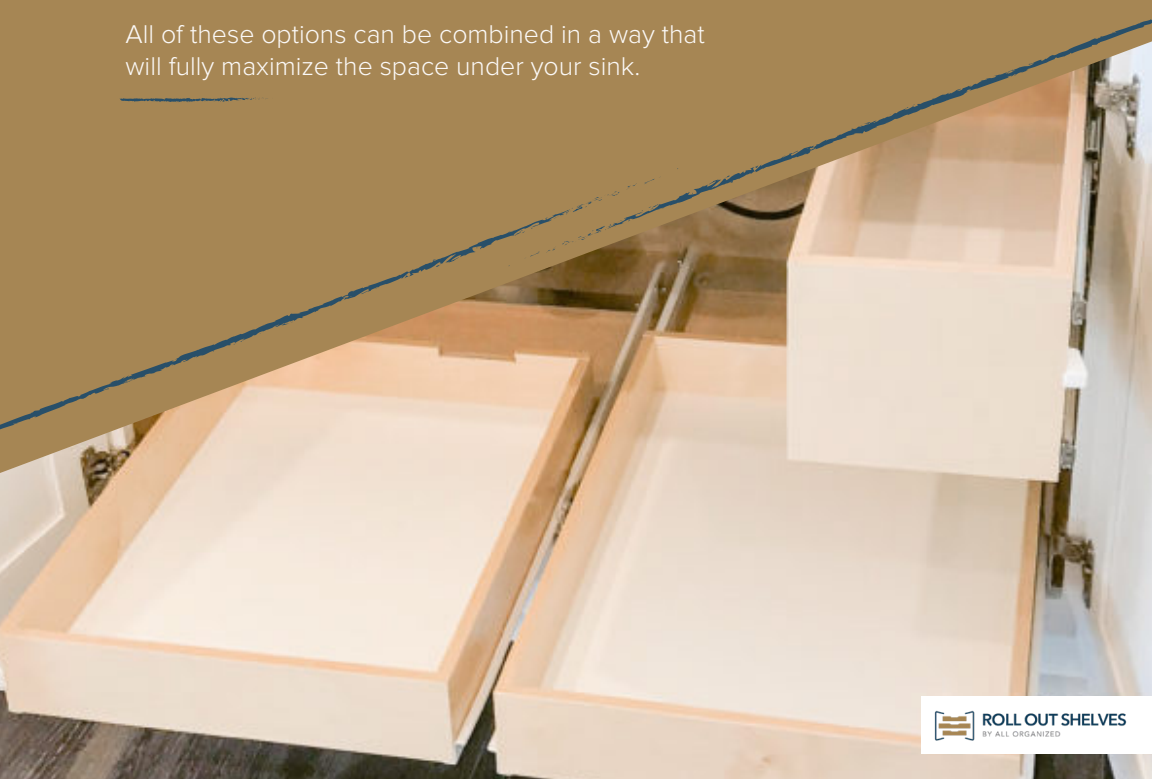 All of these options can be combined in a way that
will fully maximize the space under your sink.
ROLL OUT SHELVES
BY ALL ORGANIZED